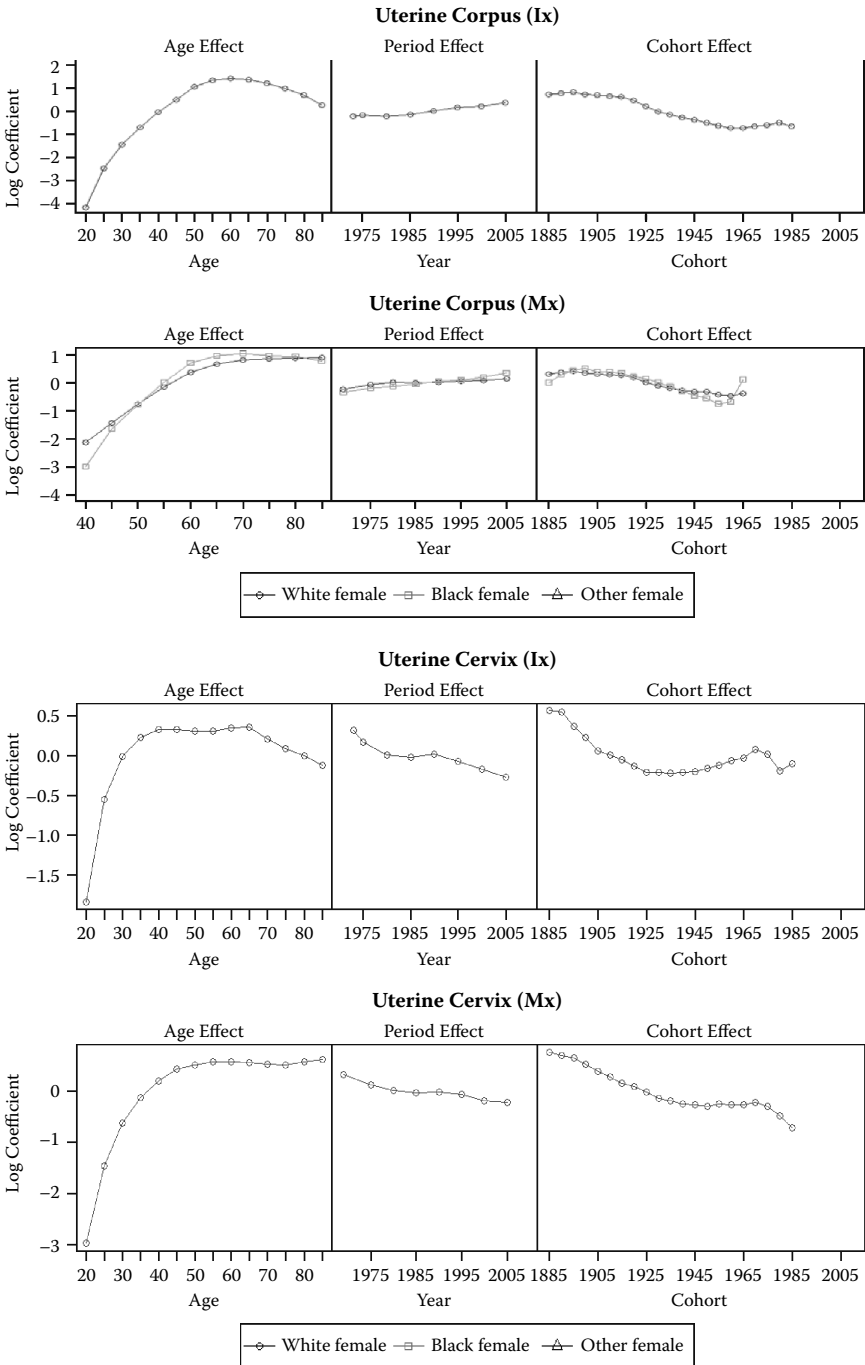 Uterine Corpus (Ix)
Age Effect Period Effect Cohort Effect
Log Coefficient
2
1
0
−1
−2
−3
−4
20 30 40 50 60 70 80 1975 1985 1995 2005 1885 1905 1925 1945 1965 1985 2005
Age Year Cohort
Uterine Corpus (Mx)
Age Effect Period Effect Cohort Effect
Log Coefficient
1
0
−1
−2
−3
−4
40 50 60 70 80 1975 1985 1995 2005 1885 1905 1925 1945 1965 1985 2005
Age Year Cohort
White female Black female Other female
Uterine Cervix (Ix)
Age Effect Period Effect Cohort Effect
Log Coefficient
0.5
0.0
−0.5
−1.0
−1.5
20 30 40 50 60 70 80 1975 1985 1995 2005 1885 1905 1925 1945 1965 1985 2005
Age Year Cohort
Uterine Cervix (Mx)
Age Effect Period Effect Cohort Effect
Log Coefficient
0
−1
−2
−3
20 30 40 50 60 70 80 1975 1985 1995 2005 1885 1905 1925 1945 1965 1985 2005
Age Year Cohort
White female Black female Other female